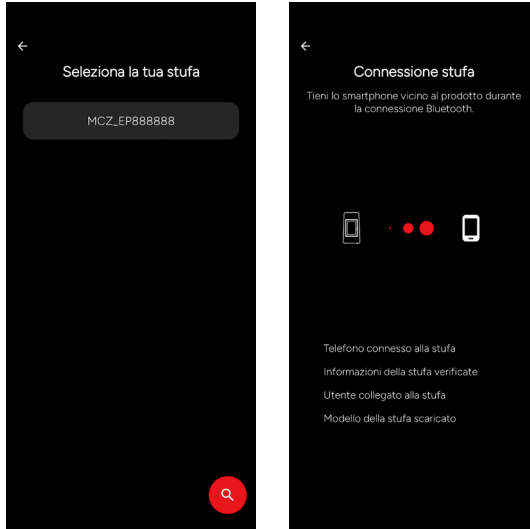 Seleziona la tua stufa
MCZ_EP888888
Connessione stufa
Tieni lo smartphone vicino al prodotto durante
la connessione Bluetooth.
Telefono connesso alla stufa
Informazioni della stufa verificate
Utente collegato alla stufa
Modello della stufa scaricato